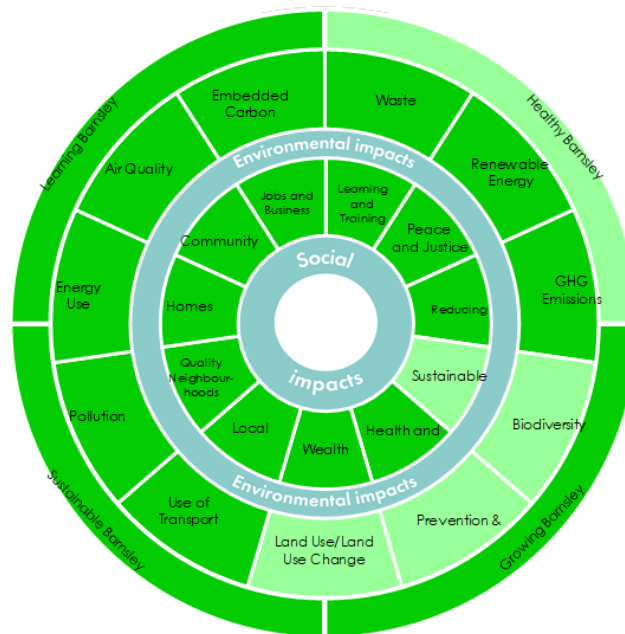 Learning Barnsley
Healthy Barnsley
Growing Barnsley
Sustainable Barnsley
Embedded
Carbon
Waste
Renewable
Energy
GHG
Emissions
Biodiversity
Prevention &
Land Use/Land
Use Change
Use of
Transport
Pollution
Energy
Use
Air Quality
Environmental impacts
Environmental impacts
Jobs and
Business
Learning
and
Training
Peace
and Justice
Reducing
Sustainable
Health and
Wealth
Local
Quality
Neighbour-
hoods
Homes
Community
Social
impacts